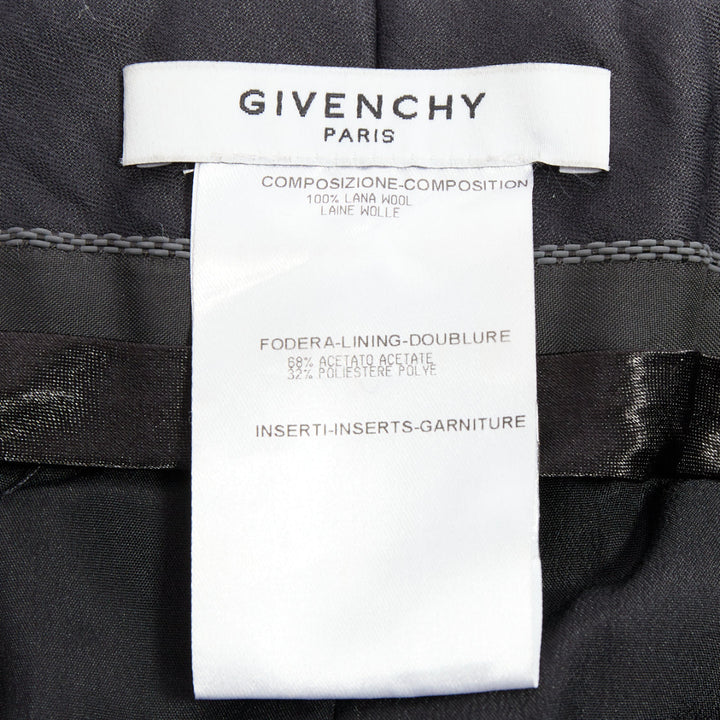 GIVENCHY
PARIS
COMPOSIZIONE-COMPOSITION
100% LANA WOOL
LAINE WOLLE
FODERA-LINING-DOUBLURE
68% ACETATO ACETATE
32% POLIESTERE POLYE
INSERTI-INSERTS-GARNITURE